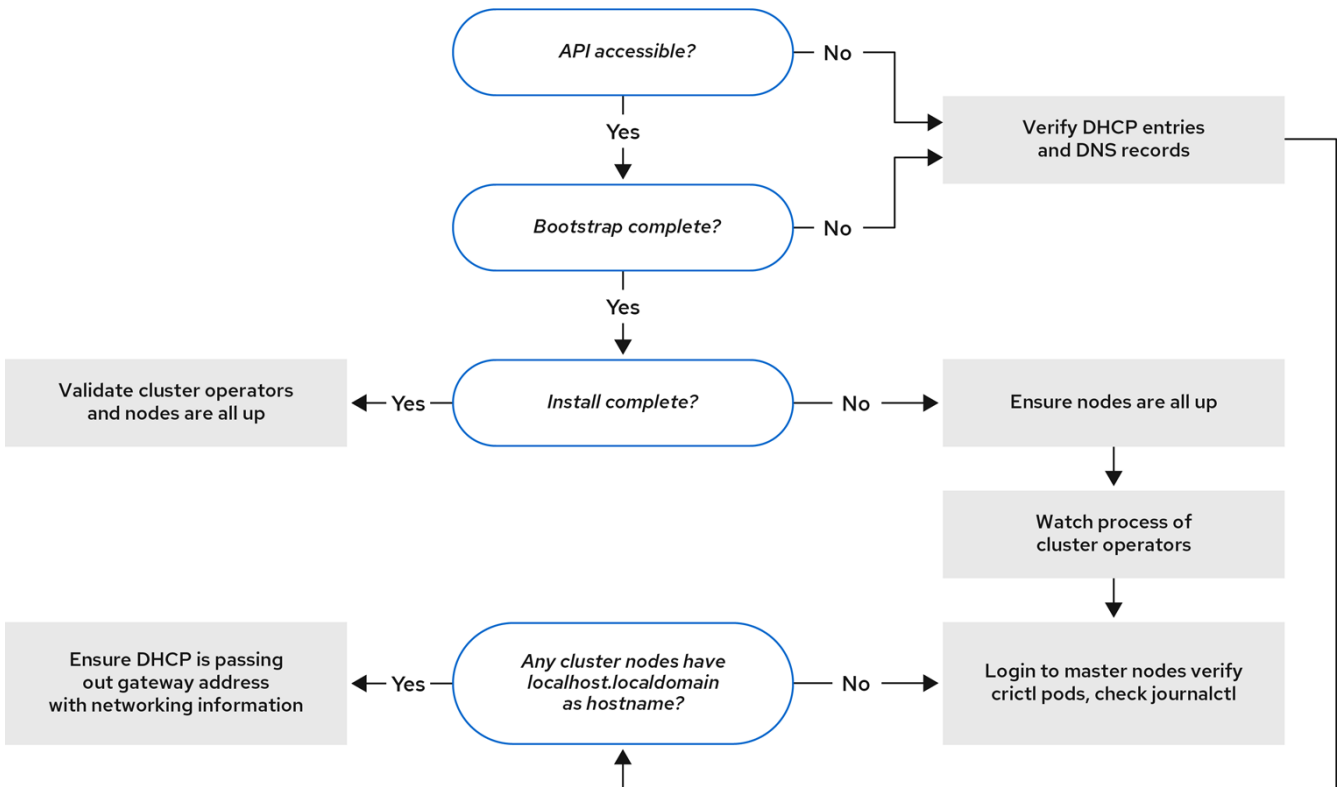 API accessible?
No
Verify DHCP entries
and DNS records
Yes
Bootstrap complete?
No
Yes
Validate cluster operators
and nodes are all up
Yes
Install complete?
No
Ensure nodes are all up
Watch process of
cluster operators
Ensure DHCP is passing
out gateway address
with networking information
Yes
Any cluster nodes have
localhost.localdomain
as hostname?
No
Login to master nodes verify
crictl pods, check journalctl